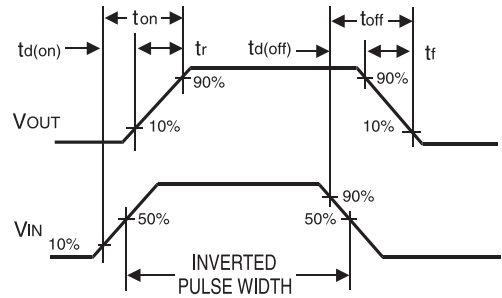 ton
toff
td(on)
tr
td(off)
tf
90%
90%
VOUT
10%
10%
90%
VIN
50%
50%
10%
INVERTED
PULSE WIDTH